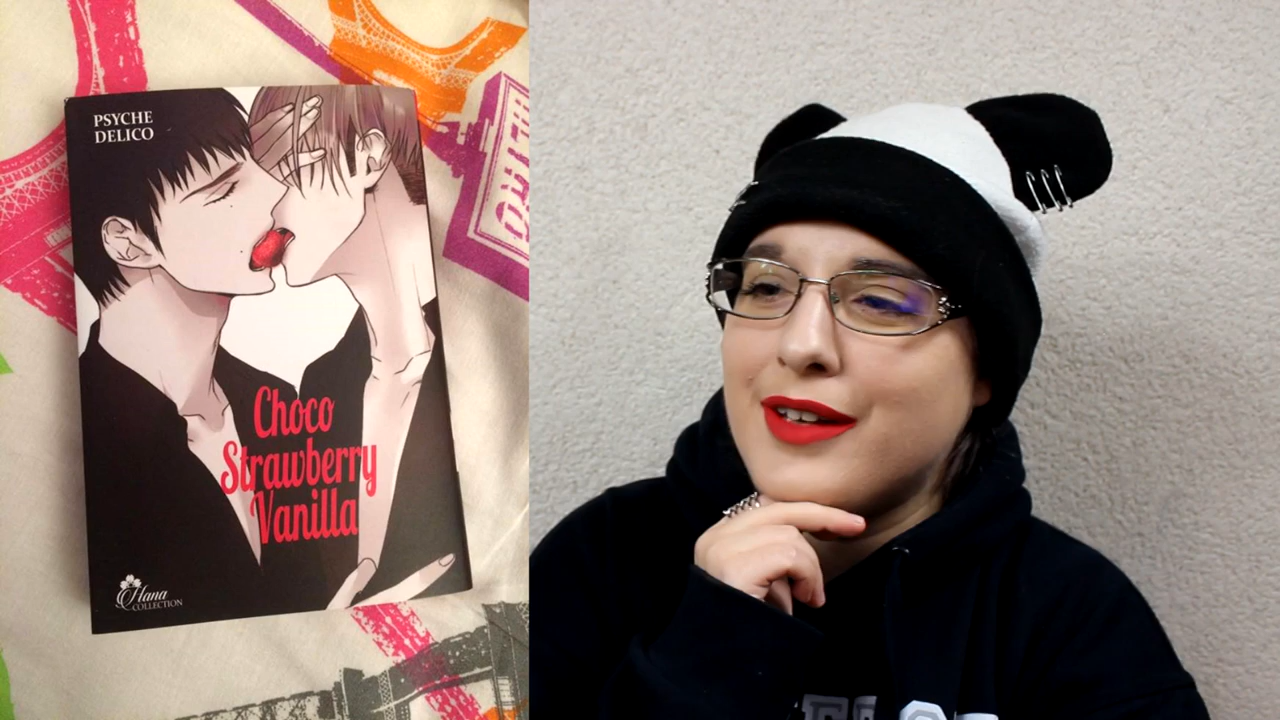 PSYCHE
DELICO
Choco
Strawberry
Vanilla
Hana
COLLECTION